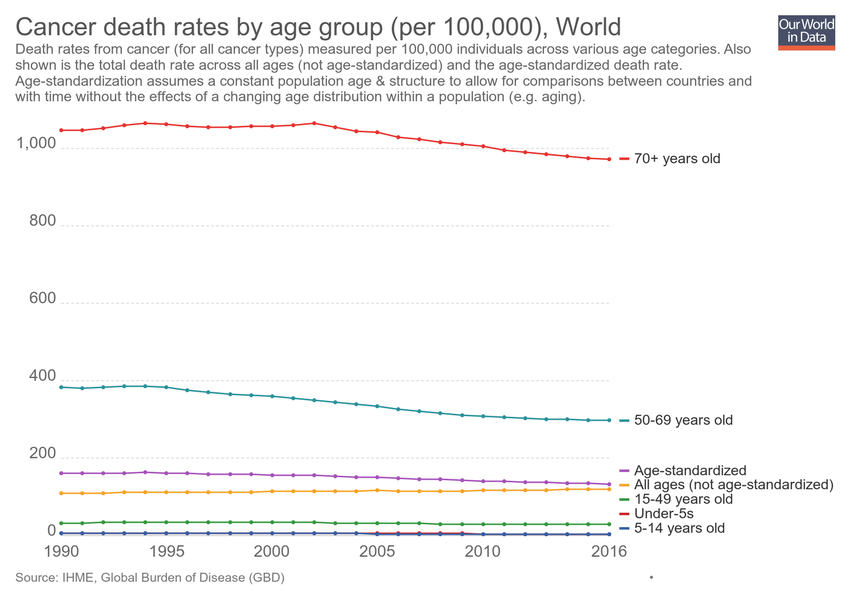 Cancer death rates by age group (per 100,000), World
Our World
in Data
Death rates from cancer (for all cancer types) measured per 100,000 individuals across various age categories. Also
shown is the total death rate across all ages (not age-standardized) and the age-standardized death rate.
Age-standardization assumes a constant population age & structure to allow for comparisons between countries and
with time without the effects of a changing age distribution within a population (e.g. aging).
1,000
800
600
400
200
0
1990
1995
2000
2005
2010
2016
70+ years old
50-69 years old
Age-standardized
All ages (not age-standardized)
15-49 years old
Under-5s
5-14 years old
Source: IHME, Global Burden of Disease (GBD)